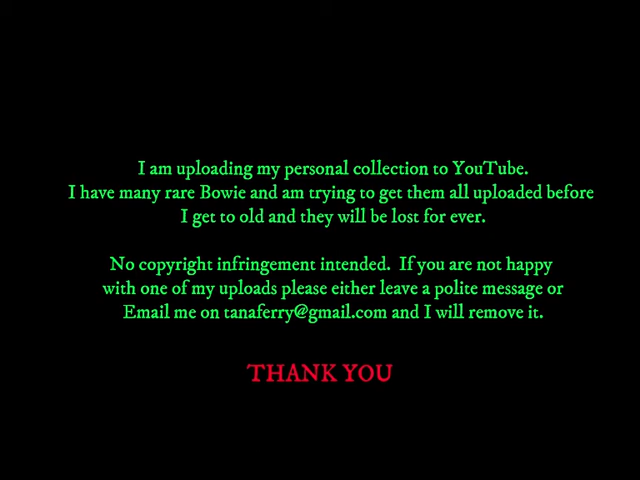 I am uploading my personal collection to YouTube.
I have many rare Bowie and am trying to get them all uploaded before
I get to old and they will be lost for ever.
No copyright infringement intended.  If you are not happy
with one of my uploads please either leave a polite message or
Email me on tanaferry@gmail.com and I will remove it.
THANK YOU